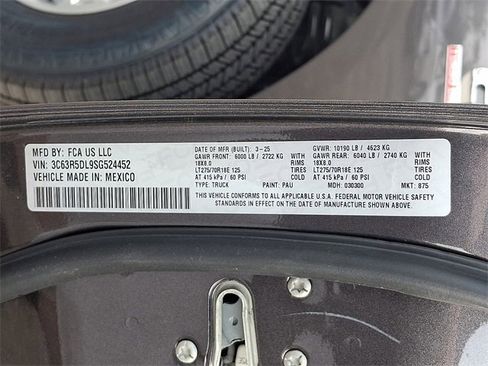 MFD BY: FCA US LLC
VIN: 3C63R5DL9SG524452
VEHICLE MADE IN: MEXICO
DATE OF MFR (BUILT): 3-25 GVWR: 10190 LB / 4623 KG
GAWR FRONT: 6000 LB / 2722 KG WITH GAWR REAR: 6040 LB / 2740 KG WITH
18X8.0 RIMS 18X8.0 RIMS
LT275/70R18E 125 TIRES LT275/70R18E 125 TIRES
AT 415 kPa / 60 PSI COLD AT 415 kPa / 60 PSI COLD
TYPE: TRUCK PAINT: PAU MDH: 030300 MKT: 875
THIS VEHICLE CONFORMS TO ALL APPLICABLE U.S.A. FEDERAL MOTOR VEHICLE SAFETY
STANDARDS IN EFFECT ON THE DATE OF MANUFACTURE SHOWN ABOVE.